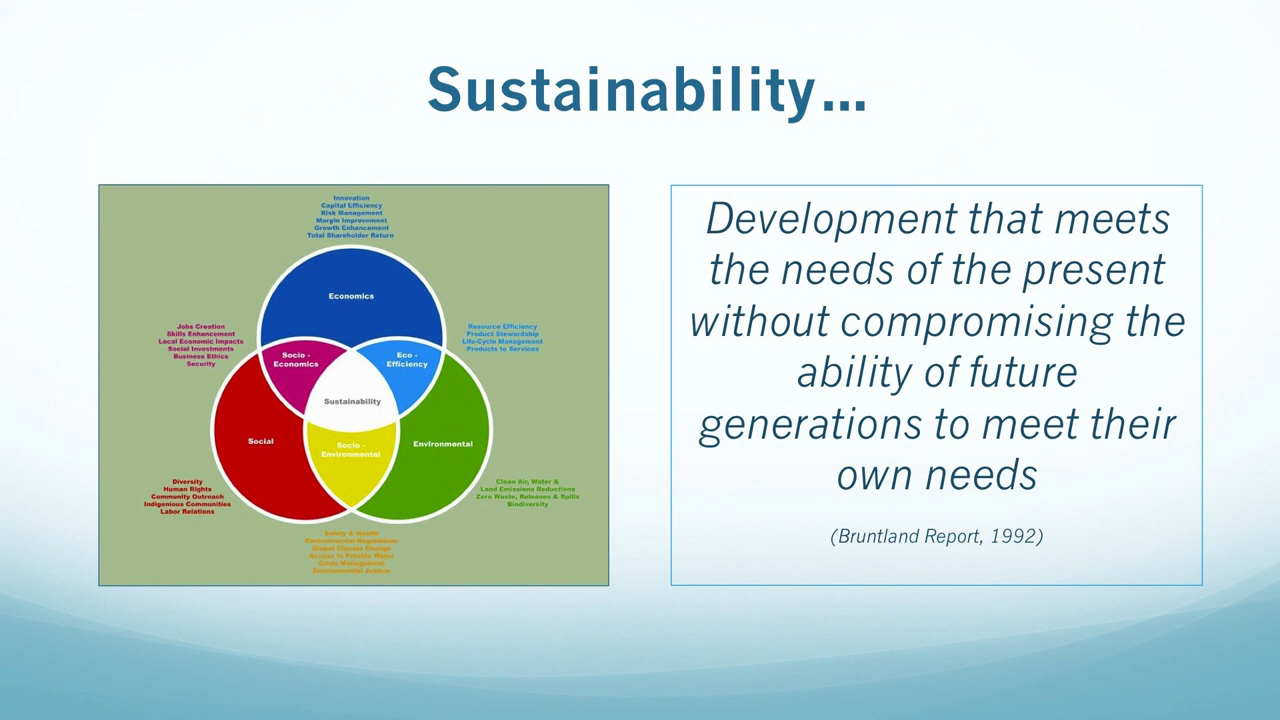 Sustainability...
Innovation
Capital Efficiency
Risk Management
Margin Improvement
Growth Enhancement
Total Shareholder Return
Economics
Jobs Creation
Skills Enhancement
Local Economic Impacts
Social Investments
Business Ethics
Security
Socio -
Economics
Eco -
Efficiency
Resource Efficiency
Product Stewordship
Life-Cycle Management
Products to Services
Sustainability
Social
Socio -
Environmental
Environmental
Diversity
Human Rights
Community Outreach
Indigenious Communities
Labor Relations
Clean Air, Water &
Land Emissions Reductions
Zero Waste, Releases & Spills
Biodiversity
Safety & Health
Environmental Regulations
Global Climate Change
Access to Potable Water
Crisis Management
Environmental Justice
Development that meets
the needs of the present
without compromising the
ability of future
generations to meet their
own needs
(Bruntland Report, 1992)